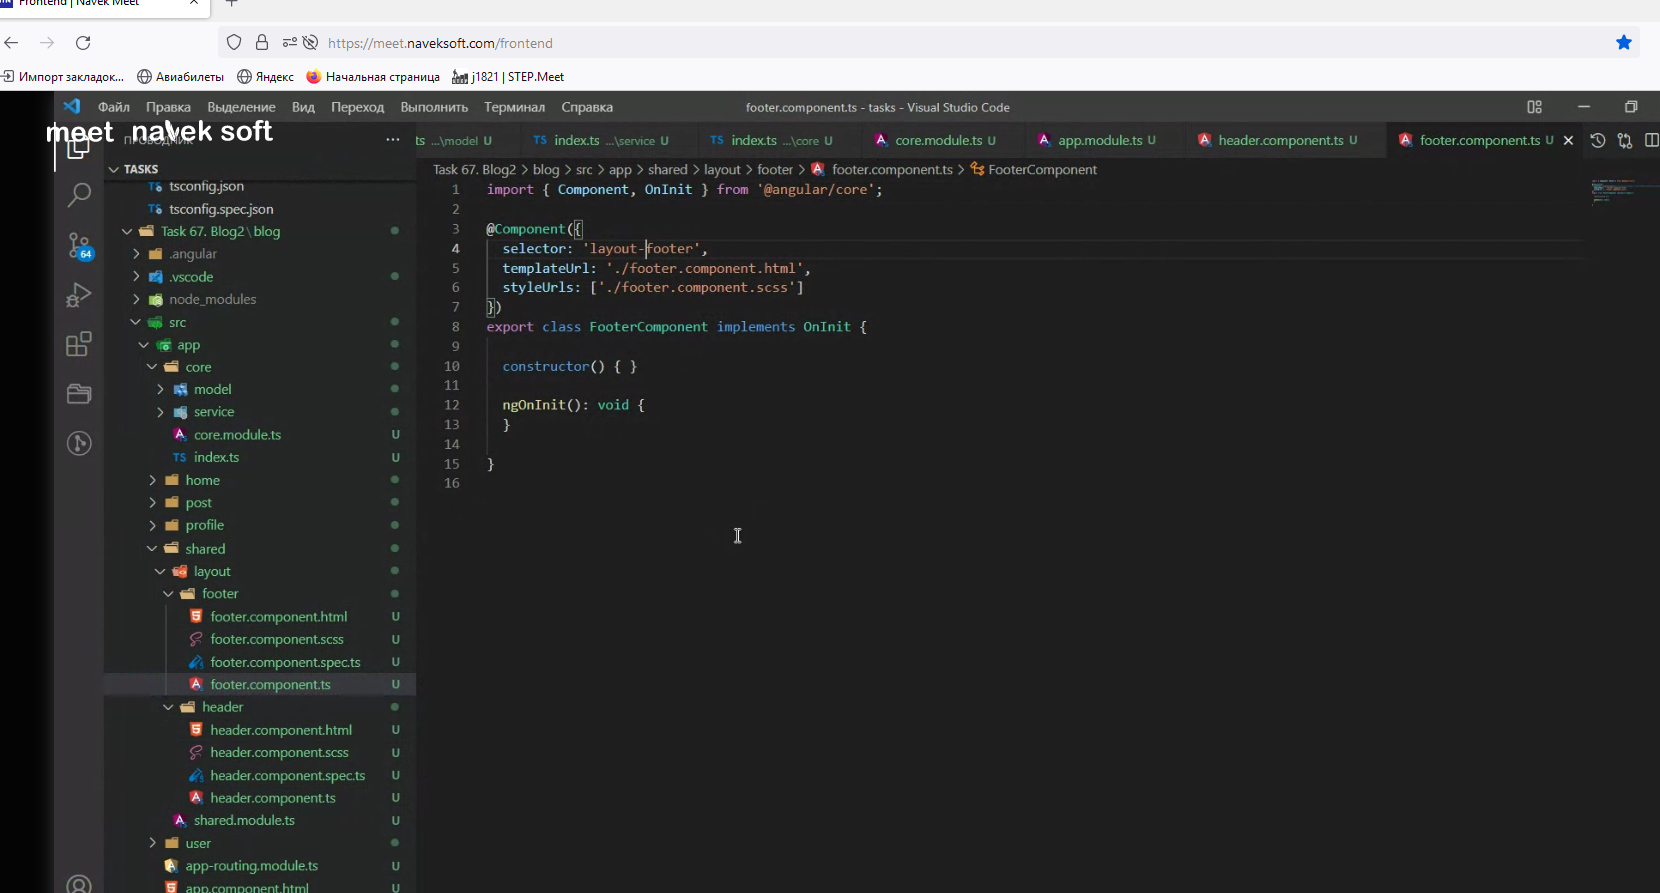 Frontend | Navek Meet
https://meet.naveksoft.com/frontend
Импорт закладок... Авиабилеты Яндекс Начальная страница j1821 | STEP.Meet
Файл Правка Выделение Вид Переход Выполнить Терминал Справка footer.component.ts - tasks - Visual Studio Code
meet navek soft
ts ...\model U index.ts ...\service U index.ts ...\core U core.module.ts U app.module.ts U header.component.ts U footer.component.ts U
TASKS
tsconfig.json
tsconfig.spec.json
Task 67. Blog2\blog
.angular
.vscode
node_modules
src
app
core
model
service
core.module.ts U
index.ts U
home
post
profile
shared
layout
footer
footer.component.html U
footer.component.scss U
footer.component.spec.ts U
footer.component.ts U
header
header.component.html U
header.component.scss U
header.component.spec.ts U
header.component.ts U
shared.module.ts U
user
app-routing.module.ts U
app.component.html U
64
Task 67. Blog2 > blog > src > app > shared > layout > footer > footer.component.ts > FooterComponent
1 import { Component, OnInit } from '@angular/core';
2
3 @Component({
4 selector: 'layout-footer',
5 templateUrl: './footer.component.html',
6 styleUrls: ['./footer.component.scss']
7 })
8 export class FooterComponent implements OnInit {
9
10 constructor() { }
11
12 ngOnInit(): void {
13 }
14
15 }
16